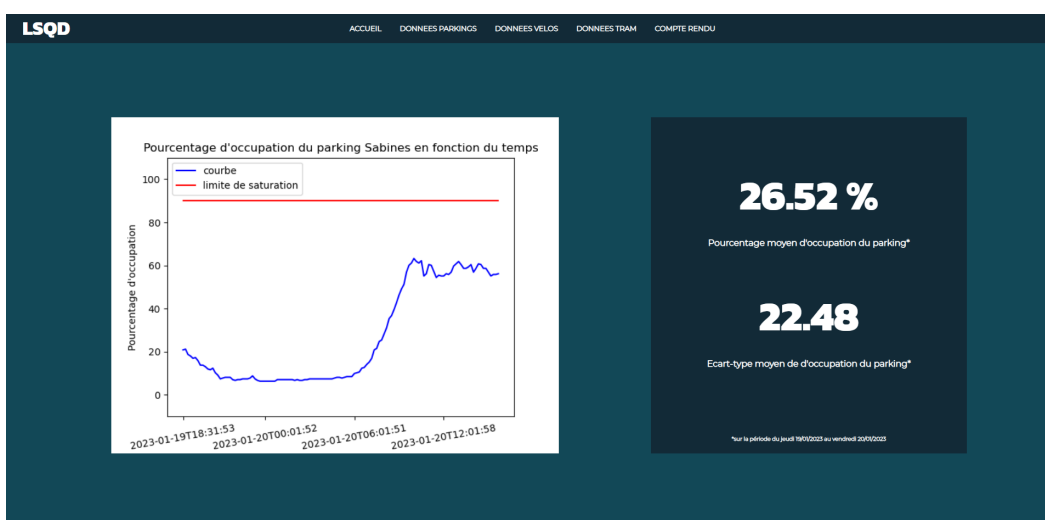 LSQD
ACCUEIL DONNEES PARKINGS DONNEES VELOS DONNEES TRAM COMPTE RENDU
Pourcentage d'occupation du parking Sabines en fonction du temps
courbe
limite de saturation
100
80
60
40
20
0
Pourcentage d'occupation
2023-01-19T18:31:53
2023-01-20T00:01:52
2023-01-20T06:01:51
2023-01-20T12:01:58
26.52 %
Pourcentage moyen d'occupation du parking*
22.48
Ecart-type moyen de d'occupation du parking*
*sur la période du jeudi 19/01/2023 au vendredi 20/01/2023